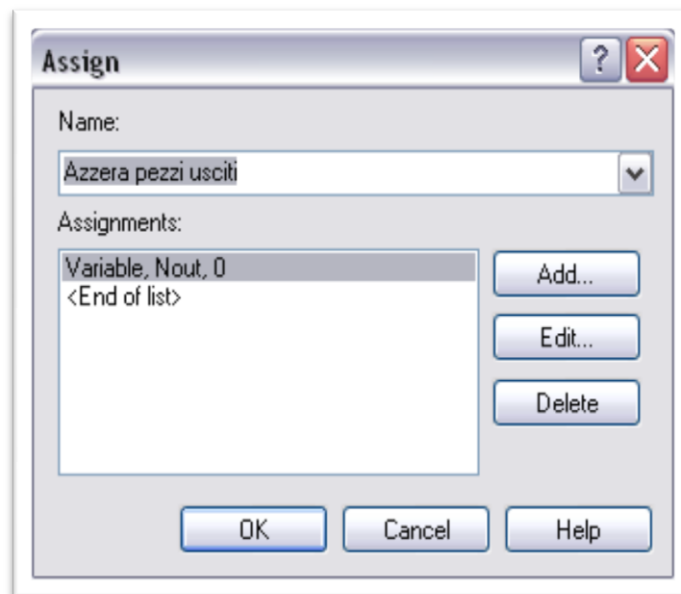 Assign
?
Name:
Azzera pezzi usciti
Assignments:
Variable, Nout, 0
<End of list>
Add...
Edit...
Delete
OK Cancel Help